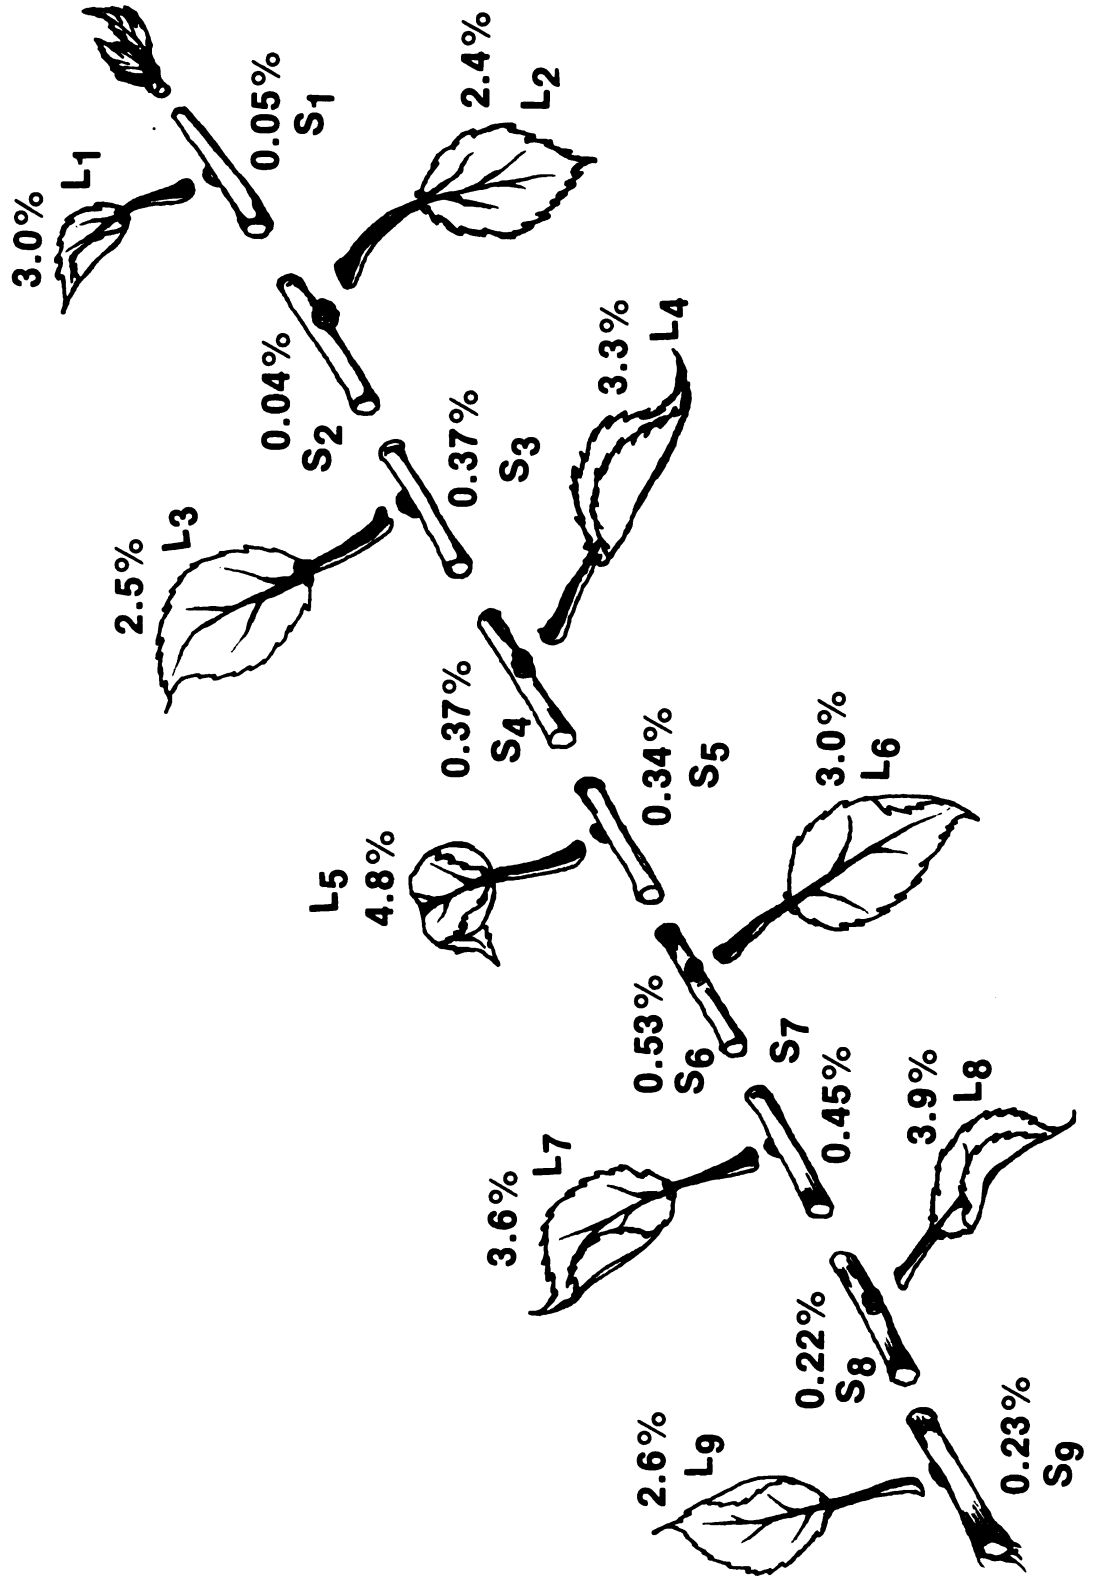 3.0%
L1
0.05%
S1
2.4%
L2
0.04%
S2
2.5%
L3
0.37%
S3
3.3%
L4
0.37%
S4
L5
4.8%
0.34%
S5
3.0%
L6
0.53%
S6
3.6%
L7
S7
0.45%
3.9%
L8
0.22%
S8
2.6%
L9
0.23%
S9